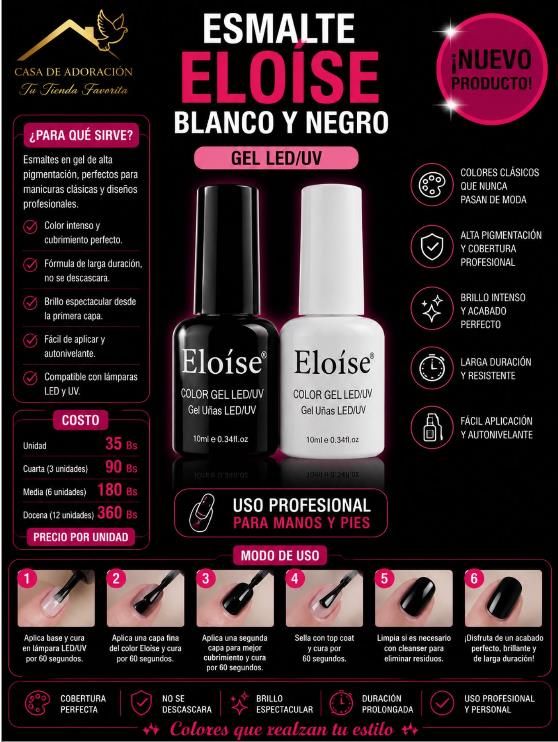 CASA DE ADORACIÓN
Tu Tienda Favorita
ESMALTE
ELOÍSE
BLANCO Y NEGRO
GEL LED/UV
¡NUEVO
PRODUCTO!
¿PARA QUÉ SIRVE?
Esmaltes en gel de alta
pigmentación, perfectos para
manicuras clásicas y diseños
profesionales.
Color intenso y
cubrimiento perfecto.
Fórmula de larga duración,
no se descascara.
Brillo espectacular desde
la primera capa.
Fácil de aplicar y
autonivelante.
Compatible con lámparas
LED y UV.
COSTO
Unidad 35 Bs
Cuarta (3 unidades) 90 Bs
Media (6 unidades) 180 Bs
Docena (12 unidades) 360 Bs
PRECIO POR UNIDAD
Eloíse®
COLOR GEL LED/UV
Gel Uñas LED/UV
10ml e 0.34fl.oz
Eloíse®
COLOR GEL LED/UV
Gel Uñas LED/UV
10ml e 0.34fl.oz
COLORES CLÁSICOS
QUE NUNCA
PASAN DE MODA
ALTA PIGMENTACIÓN
Y COBERTURA
PROFESIONAL
BRILLO INTENSO
Y ACABADO
PERFECTO
LARGA DURACIÓN
Y RESISTENTE
FÁCIL APLICACIÓN
Y AUTONIVELANTE
USO PROFESIONAL
PARA MANOS Y PIES
MODO DE USO
1
Aplica base y cura
en lámpara LED/UV
por 60 segundos.
2
Aplica una capa fina
del color Eloíse y cura
por 60 segundos.
3
Aplica una segunda
capa para mejor
cubrimiento y cura
por 60 segundos.
4
Sella con top coat
y cura por
60 segundos.
5
Limpia si es necesario
con cleanser para
eliminar residuos.
6
¡Disfruta de un acabado
perfecto, brillante y
de larga duración!
COBERTURA
PERFECTA
NO SE
DESCASCARA
BRILLO
ESPECTACULAR
DURACIÓN
PROLONGADA
USO PROFESIONAL
Y PERSONAL
Colores que realzan tu estilo